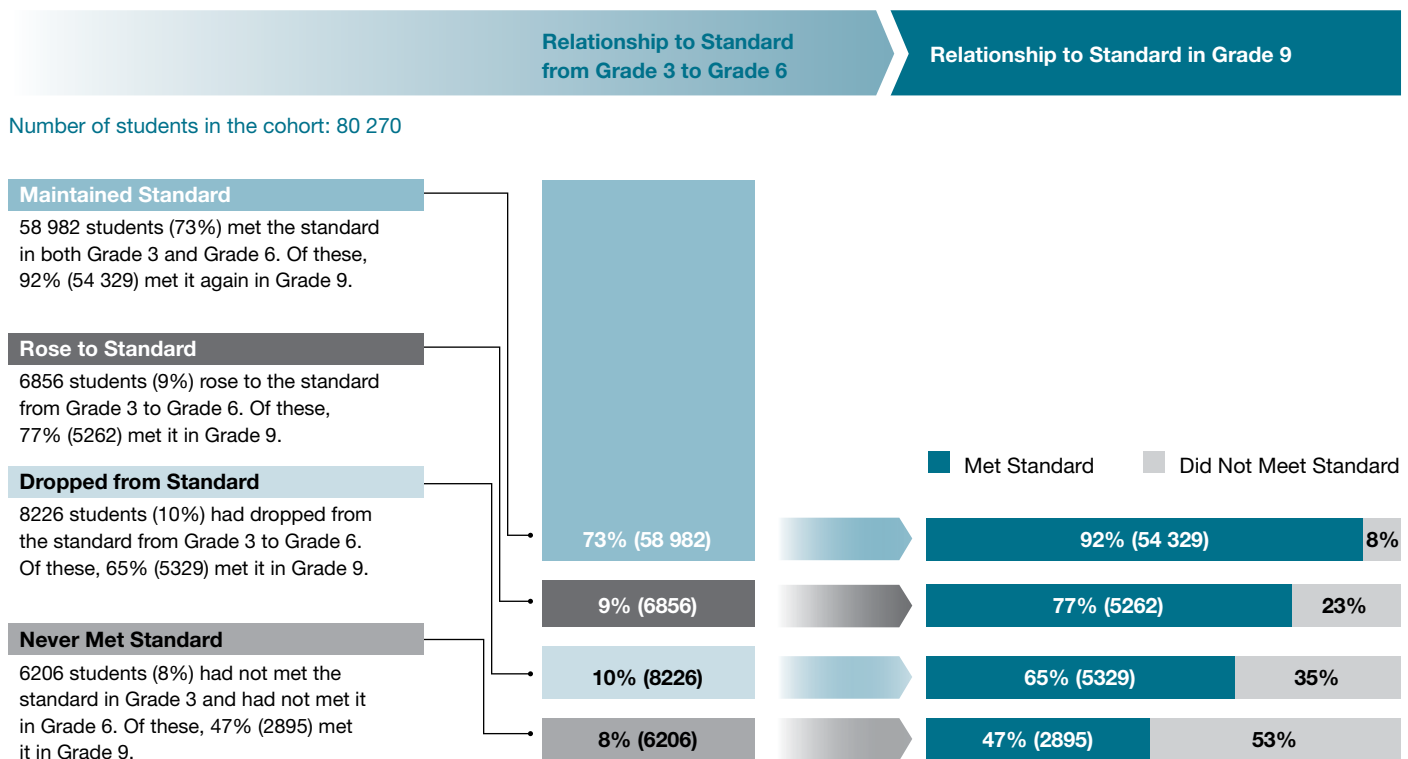 Relationship to Standard
from Grade 3 to Grade 6
Relationship to Standard in Grade 9
Number of students in the cohort: 80 270
Maintained Standard
58 982 students (73%) met the standard
in both Grade 3 and Grade 6. Of these,
92% (54 329) met it again in Grade 9.
Rose to Standard
6856 students (9%) rose to the standard
from Grade 3 to Grade 6. Of these,
77% (5262) met it in Grade 9.
Dropped from Standard
8226 students (10%) had dropped from
the standard from Grade 3 to Grade 6.
Of these, 65% (5329) met it in Grade 9.
Never Met Standard
6206 students (8%) had not met the
standard in Grade 3 and had not met it
in Grade 6. Of these, 47% (2895) met
it in Grade 9.
Met Standard
Did Not Meet Standard
73% (58 982)
92% (54 329)
8%
9% (6856)
77% (5262)
23%
10% (8226)
65% (5329)
35%
8% (6206)
47% (2895)
53%